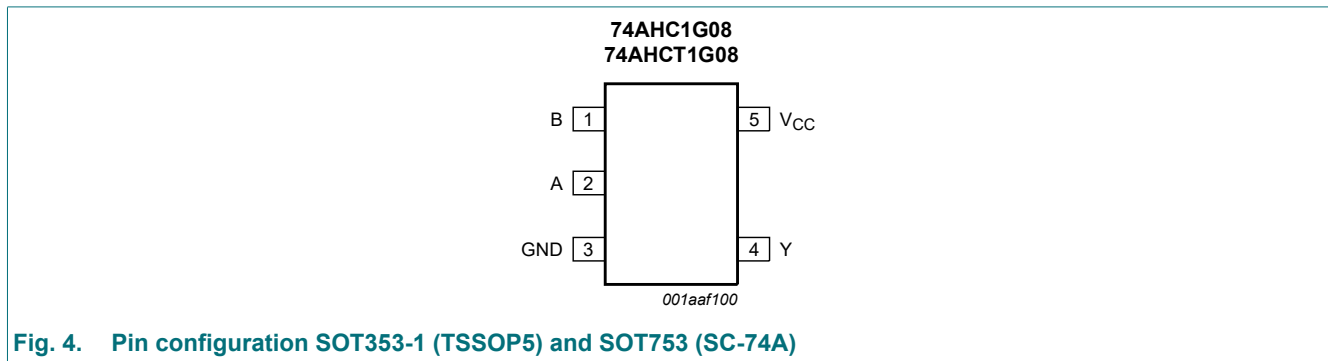 74AHC1G08
74AHCT1G08
B 1 5 VCC
A 2
GND 3 4 Y
001aaf100
Fig. 4. Pin configuration SOT353-1 (TSSOP5) and SOT753 (SC-74A)